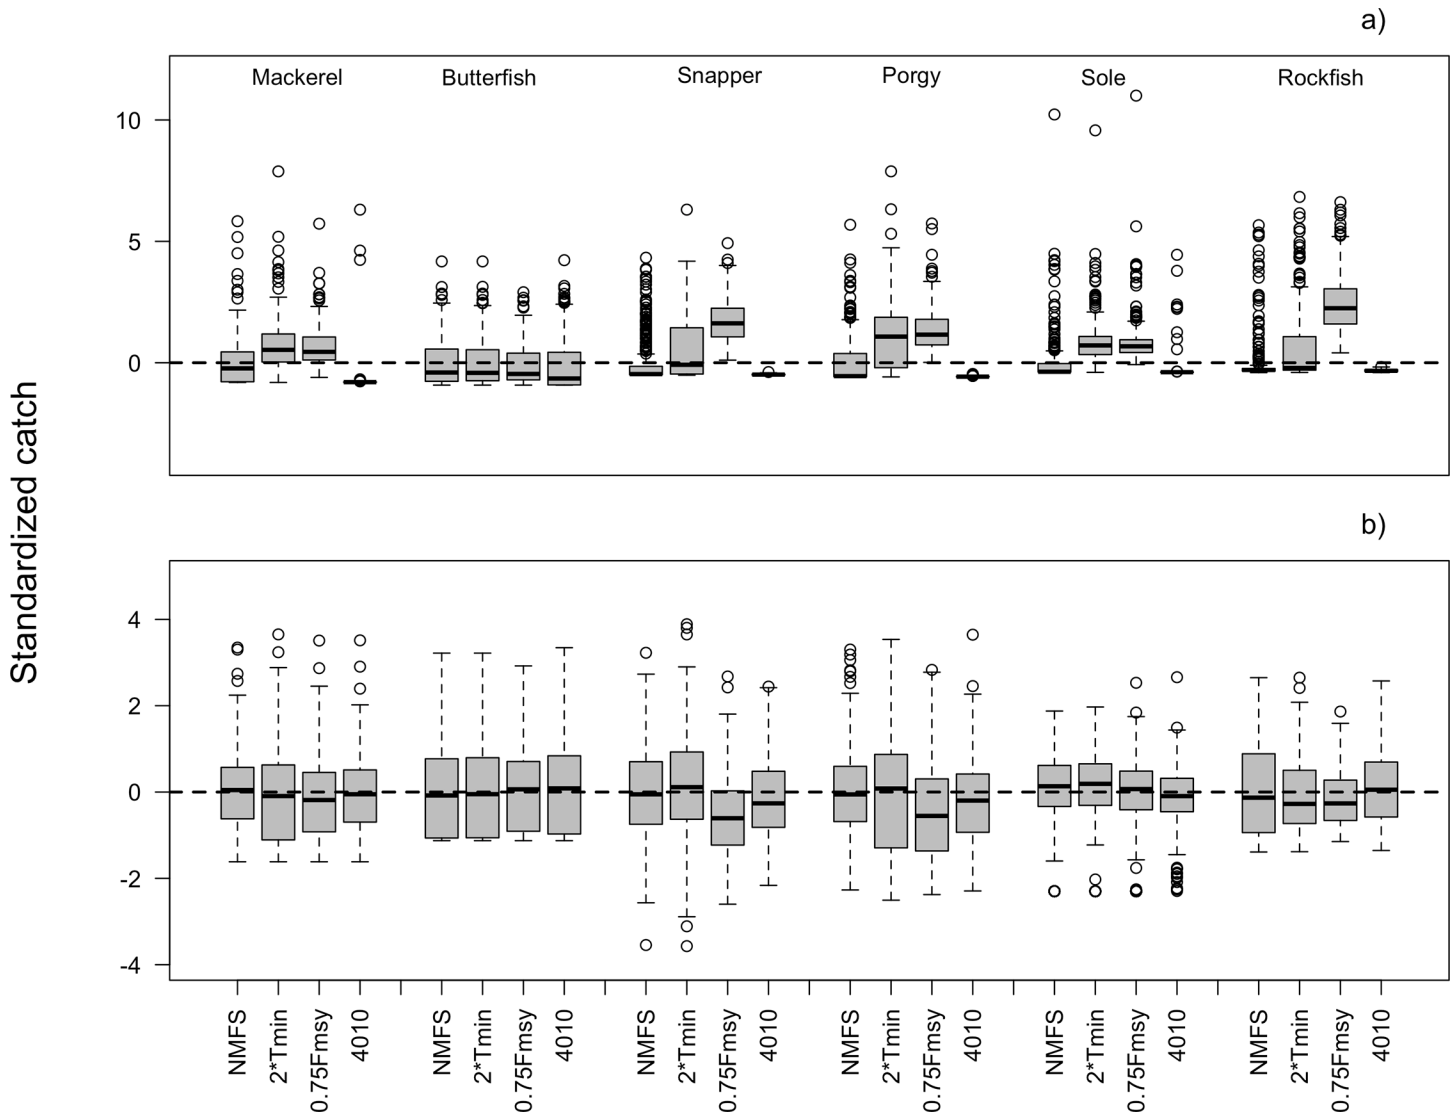 a)
Mackerel Butterfish Snapper Porgy Sole Rockfish
10
5
0
Standardized catch
b)
4
2
0
-2
-4
NMFS 2*Tmin 0.75Fmsy 4010 NMFS 2*Tmin 0.75Fmsy 4010 NMFS 2*Tmin 0.75Fmsy 4010 NMFS 2*Tmin 0.75Fmsy 4010 NMFS 2*Tmin 0.75Fmsy 4010 NMFS 2*Tmin 0.75Fmsy 4010